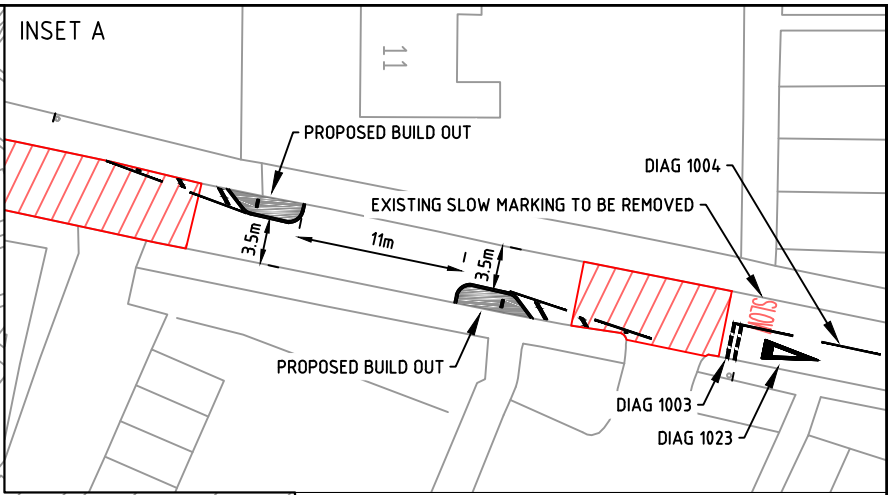 INSET A
11
PROPOSED BUILD OUT
DIAG 1004
EXISTING SLOW MARKING TO BE REMOVED
3.5m
11m
3.5m
SLOW
PROPOSED BUILD OUT
DIAG 1003
DIAG 1023